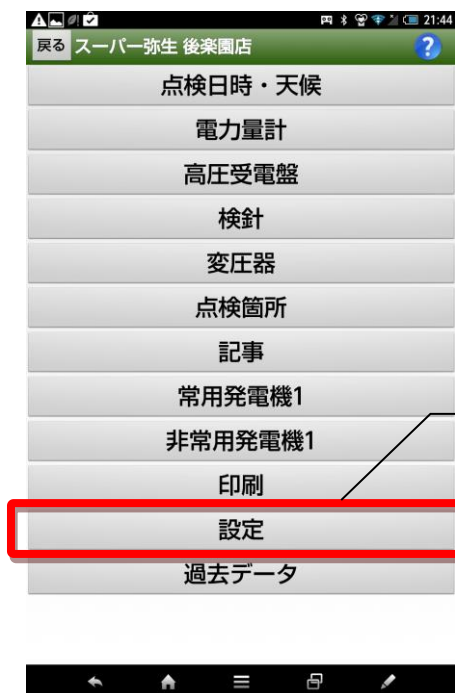 21:44
戻る スーパー弥生 後楽園店 ?
点検日時・天候
電力量計
高圧受電盤
検針
変圧器
点検箇所
記事
常用発電機1
非常用発電機1
印刷
設定
過去データ